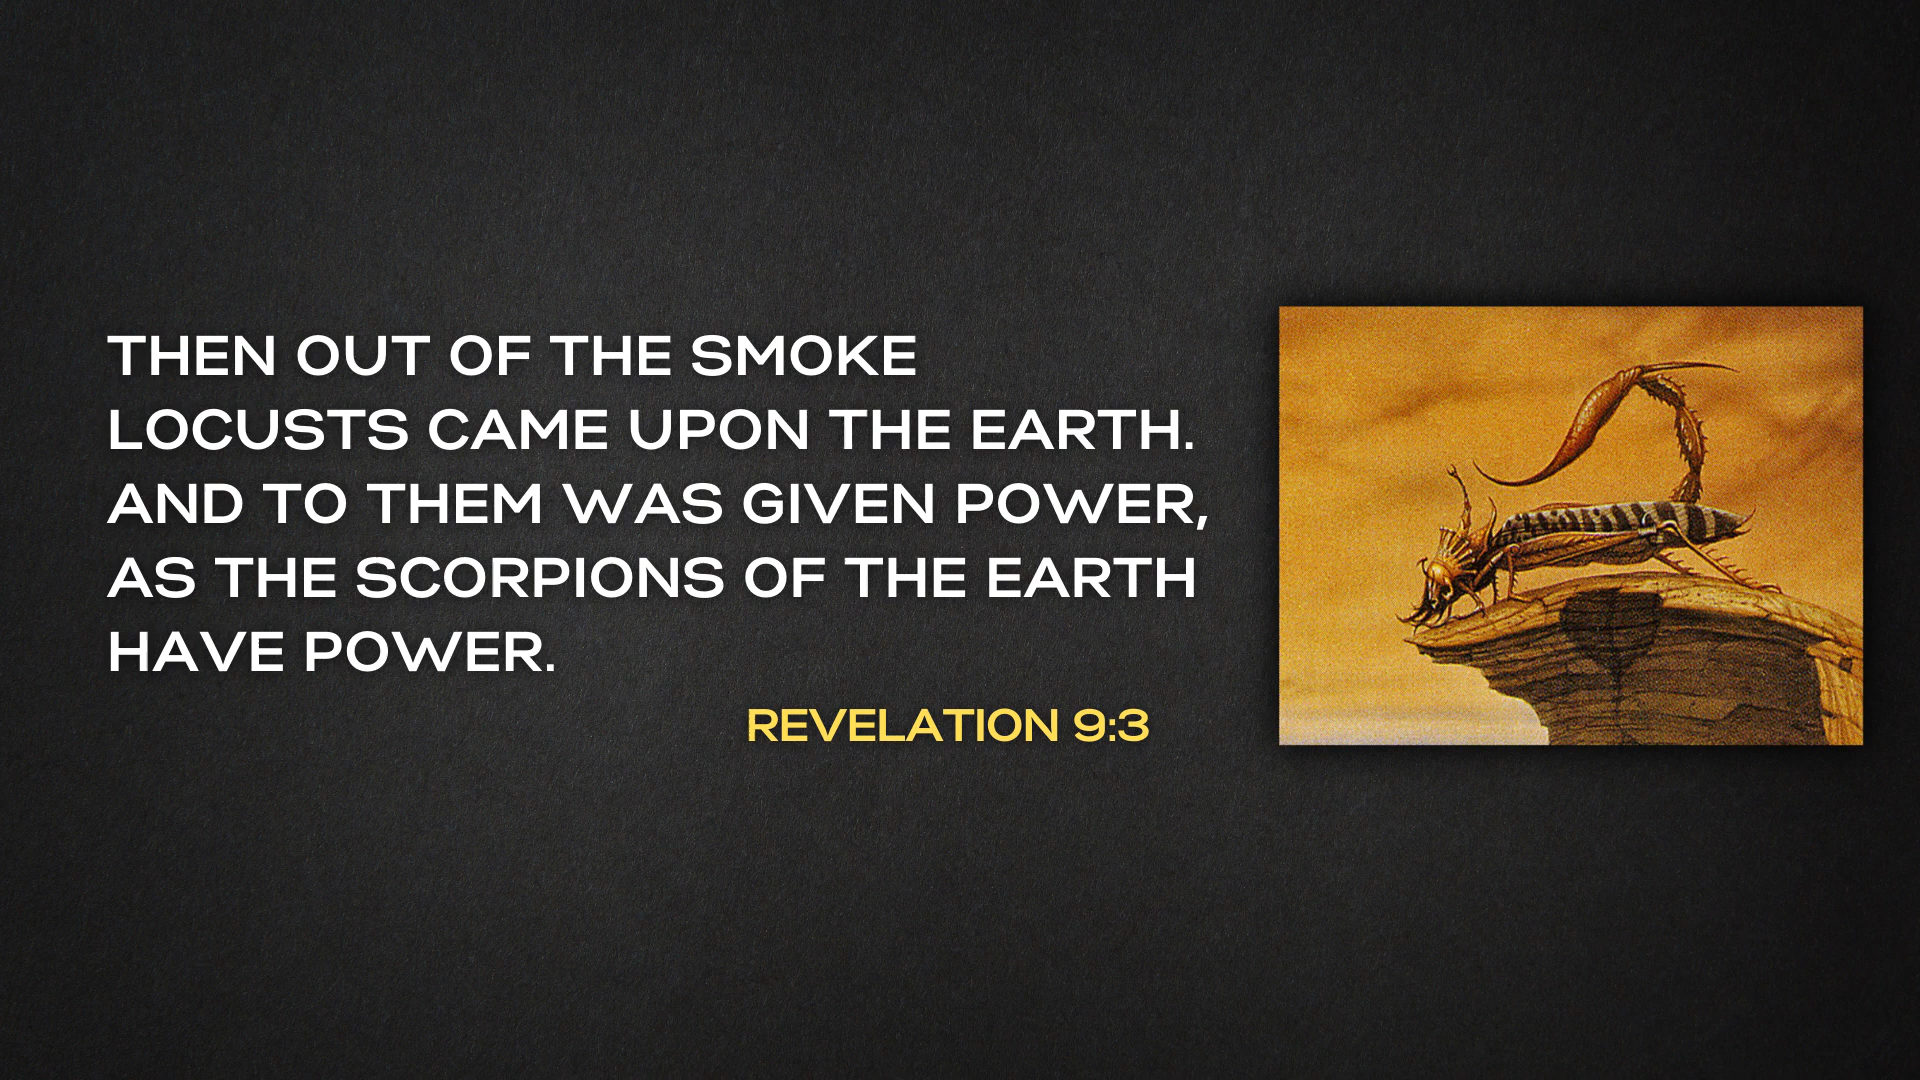 THEN OUT OF THE SMOKE
LOCUSTS CAME UPON THE EARTH.
AND TO THEM WAS GIVEN POWER,
AS THE SCORPIONS OF THE EARTH
HAVE POWER.
REVELATION 9:3